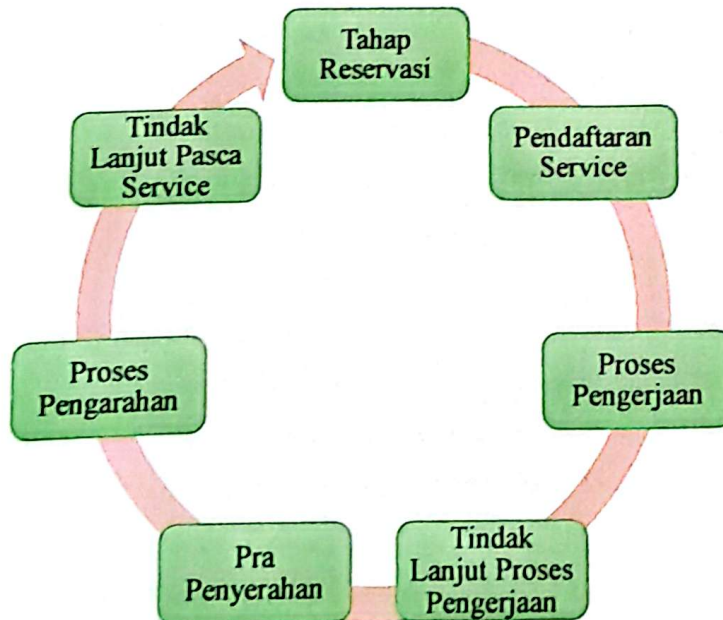 Tahap
Reservasi
Pendaftaran
Service
Proses
Pengerjaan
Tindak
Lanjut Proses
Pengerjaan
Pra
Penyerahan
Proses
Pengarahan
Tindak
Lanjut Pasca
Service